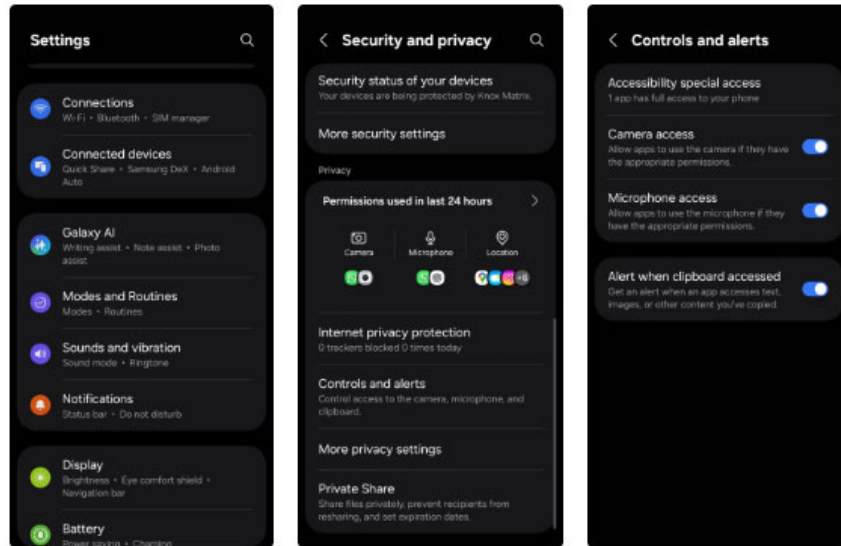 Settings
Connections
Wi-Fi • Bluetooth • SIM manager
Connected devices
Quick Share • Samsung DeX • Android
Auto
Galaxy AI
Writing assist • Note assist • Photo
assist
Modes and Routines
Modes • Routines
Sounds and vibration
Sound mode • Ringtone
Notifications
Status bar • Do not disturb
Display
Brightness • Eye comfort shield •
Navigation bar
Battery
Power saving • Charging
Security and privacy
Security status of your devices
Your devices are being protected by Knox Matrix.
More security settings
Privacy
Permissions used in last 24 hours
Camera
Microphone
Location
+6
Internet privacy protection
0 trackers blocked 0 times today
Controls and alerts
Control access to the camera, microphone, and
clipboard.
More privacy settings
Private Share
Share files privately, prevent recipients from
resharing, and set expiration dates.
Controls and alerts
Accessibility special access
1 app has full access to your phone
Camera access
Allow apps to use the camera if they have
the appropriate permissions.
Microphone access
Allow apps to use the microphone if they
have the appropriate permissions.
Alert when clipboard accessed
Get an alert when an app accesses text,
images, or other content you've copied.